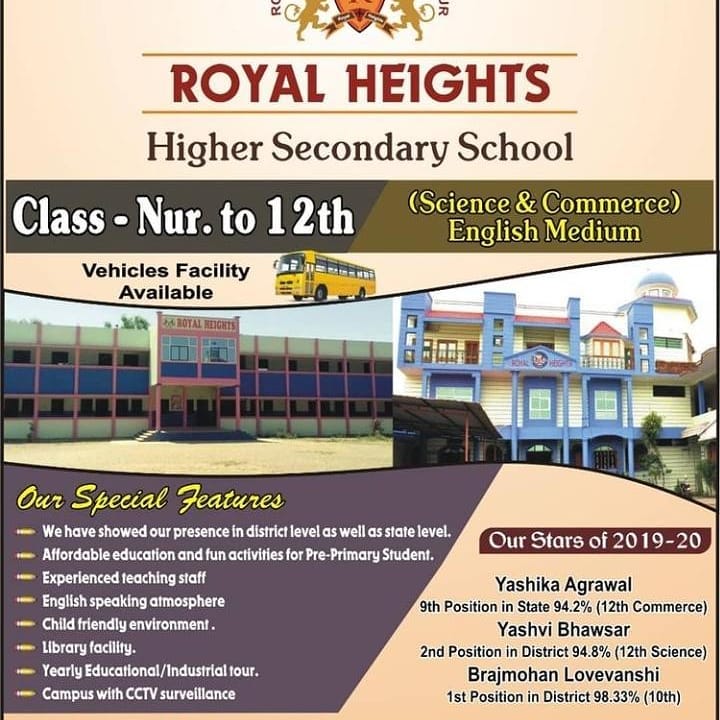 ROYAL HEIGHTS
Higher Secondary School
Class - Nur. to 12th
(Science & Commerce)
English Medium
Vehicles Facility
Available
ROYAL HEIGHTS
ROYAL HEIGHTS
Our Special Features
We have showed our presence in district level as well as state level.
Affordable education and fun activities for Pre-Primary Student.
Experienced teaching staff
English speaking atmosphere
Child friendly environment .
Library facility.
Yearly Educational/Industrial tour.
Campus with CCTV surveillance
Our Stars of 2019-20
Yashika Agrawal
9th Position in State 94.2% (12th Commerce)
Yashvi Bhawsar
2nd Position in District 94.8% (12th Science)
Brajmohan Lovevanshi
1st Position in District 98.33% (10th)